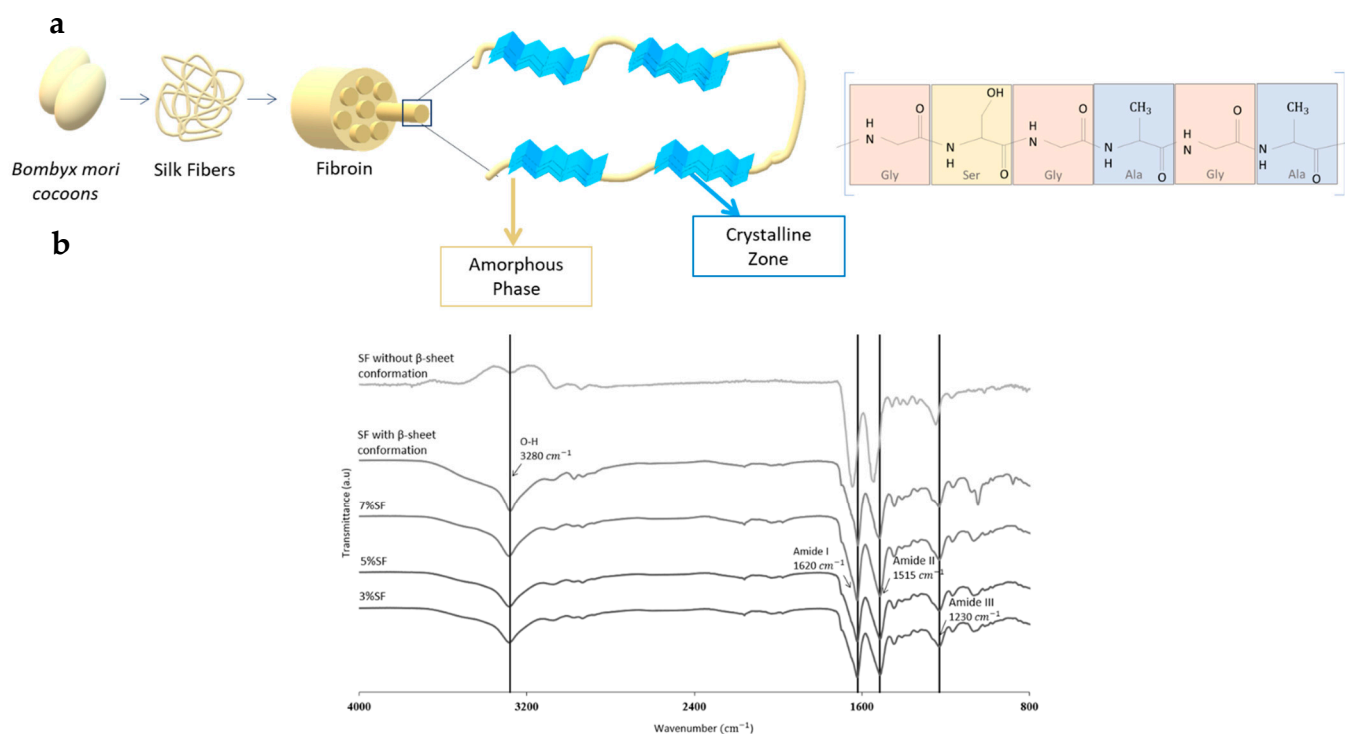 a
Bombyx mori
cocoons
Silk Fibers
Fibroin
Amorphous
Phase
Crystalline
Zone
H
N
O
Gly
OH
N
H
O
Ser
H
N
O
Gly
CH3
N
H
O
Ala
H
N
O
Gly
CH3
N
H
O
Ala
b
SF without β-sheet
conformation
SF with β-sheet
conformation
O-H
3280 cm⁻¹
7%SF
5%SF
3%SF
Amide I
1620 cm⁻¹
Amide II
1515 cm⁻¹
Amide III
1230 cm⁻¹
Transmittance (a.u)
4000
3200
2400
1600
800
Wavenumber (cm⁻¹)